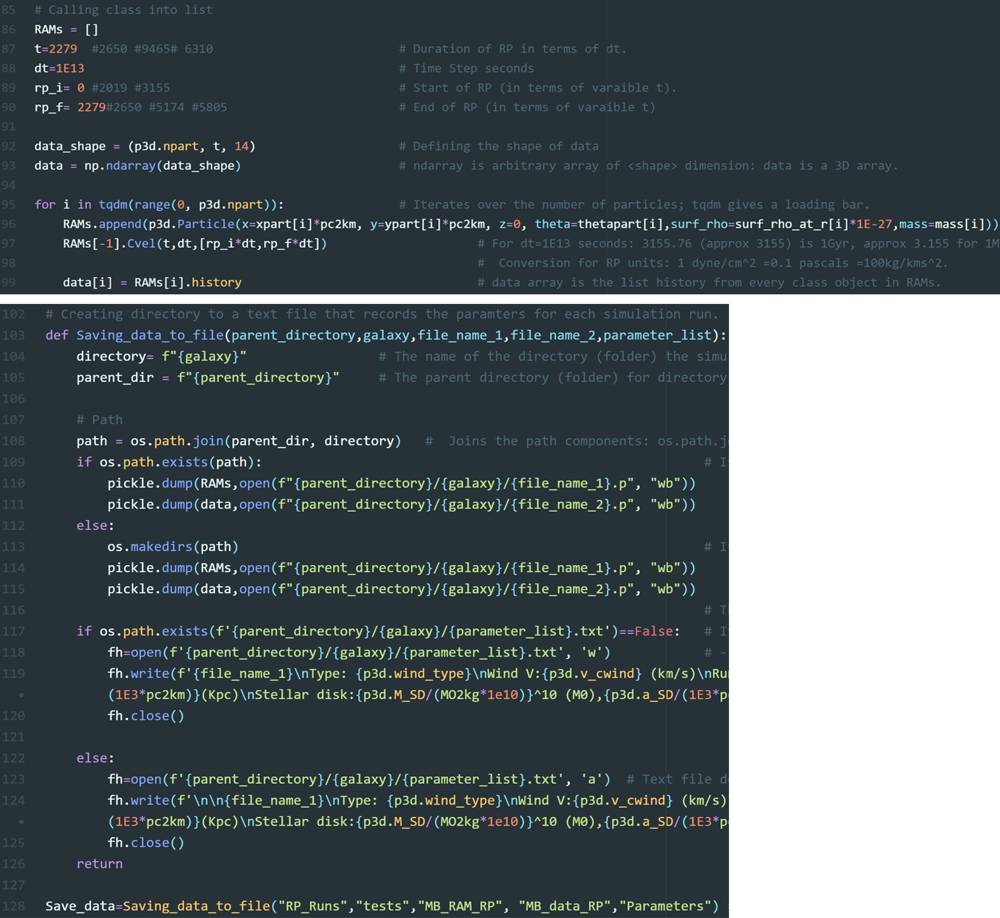 85 # Calling class into list
86 RAMs = []
87 t=2279  #2650 #9465# 6310 # Duration of RP in terms of dt.
88 dt=1E13 # Time Step seconds
89 rp_i= 0 #2019 #3155 # Start of RP (in terms of varaible t).
90 rp_f= 2279#2650 #5174 #5805 # End of RP (in terms of varaible t)
91
92 data_shape = (p3d.npart, t, 14) # Defining the shape of data
93 data = np.ndarray(data_shape) # ndarray is arbitrary array of <shape> dimension: data is a 3D array.
94
95 for i in tqdm(range(0, p3d.npart)): # Iterates over the number of particles; tqdm gives a loading bar.
96 RAMs.append(p3d.Particle(x=xpart[i]*pc2km, y=ypart[i]*pc2km, z=0, theta=thetapart[i],surf_rho=surf_rho_at_r[i]*1E-27,mass=mass[i]))
97 RAMs[-1].Cvel(t,dt,[rp_i*dt,rp_f*dt]) # For dt=1E13 seconds: 3155.76 (approx 3155) is 1Gyr, approx 3.155 for 1M
98 #  Conversion for RP units: 1 dyne/cm^2 =0.1 pascals =100kg/kms^2.
99 data[i] = RAMs[i].history # data array is the list history from every class object in RAMs.
102 # Creating directory to a text file that records the paramters for each simulation run.
103 def Saving_data_to_file(parent_directory,galaxy,file_name_1,file_name_2,parameter_list):
104 directory= f"{galaxy}" # The name of the directory (folder) the simu
105 parent_dir = f"{parent_directory}" # The parent directory (folder) for directory
106
107 # Path
108 path = os.path.join(parent_dir, directory) #  Joins the path components: os.path.j
109 if os.path.exists(path): # I
110 pickle.dump(RAMs,open(f"{parent_directory}/{galaxy}/{file_name_1}.p", "wb"))
111 pickle.dump(data,open(f"{parent_directory}/{galaxy}/{file_name_2}.p", "wb"))
112 else:
113 os.makedirs(path) # I
114 pickle.dump(RAMs,open(f"{parent_directory}/{galaxy}/{file_name_1}.p", "wb"))
115 pickle.dump(data,open(f"{parent_directory}/{galaxy}/{file_name_2}.p", "wb"))
116 # T
117 if os.path.exists(f'{parent_directory}/{galaxy}/{parameter_list}.txt')==False: # I
118 fh=open(f'{parent_directory}/{galaxy}/{parameter_list}.txt', 'w') # -
119 fh.write(f'{file_name_1}\nType: {p3d.wind_type}\nWind V:{p3d.v_cwind} (km/s)\nRu
• (1E3*pc2km)}(Kpc)\nStellar disk:{p3d.M_SD/(MO2kg*1e10)}^10 (M0),{p3d.a_SD/(1E3*p
120 fh.close()
121
122 else:
123 fh=open(f'{parent_directory}/{galaxy}/{parameter_list}.txt', 'a') # Text file d
124 fh.write(f'\n\n{file_name_1}\nType: {p3d.wind_type}\nWind V:{p3d.v_cwind} (km/s)
• (1E3*pc2km)}(Kpc)\nStellar disk:{p3d.M_SD/(MO2kg*1e10)}^10 (M0),{p3d.a_SD/(1E3*p
125 fh.close()
126 return
127
128 Save_data=Saving_data_to_file("RP_Runs","tests","MB_RAM_RP", "MB_data_RP","Parameters")